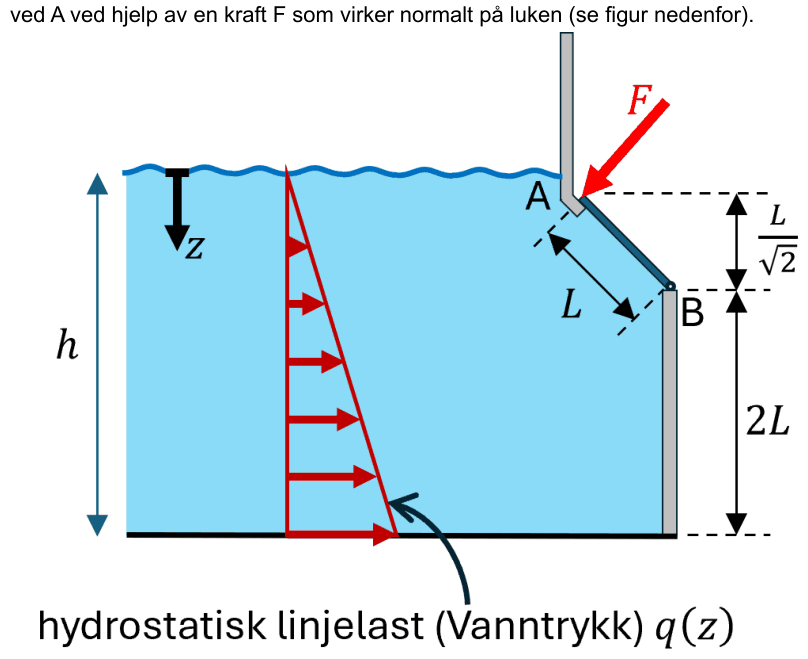 ved A ved hjelp av en kraft F som virker normalt på luken (se figur nedenfor).
F
A
z
L
√2
L
B
h
2L
hydrostatisk linjelast (Vanntrykk) q(z)